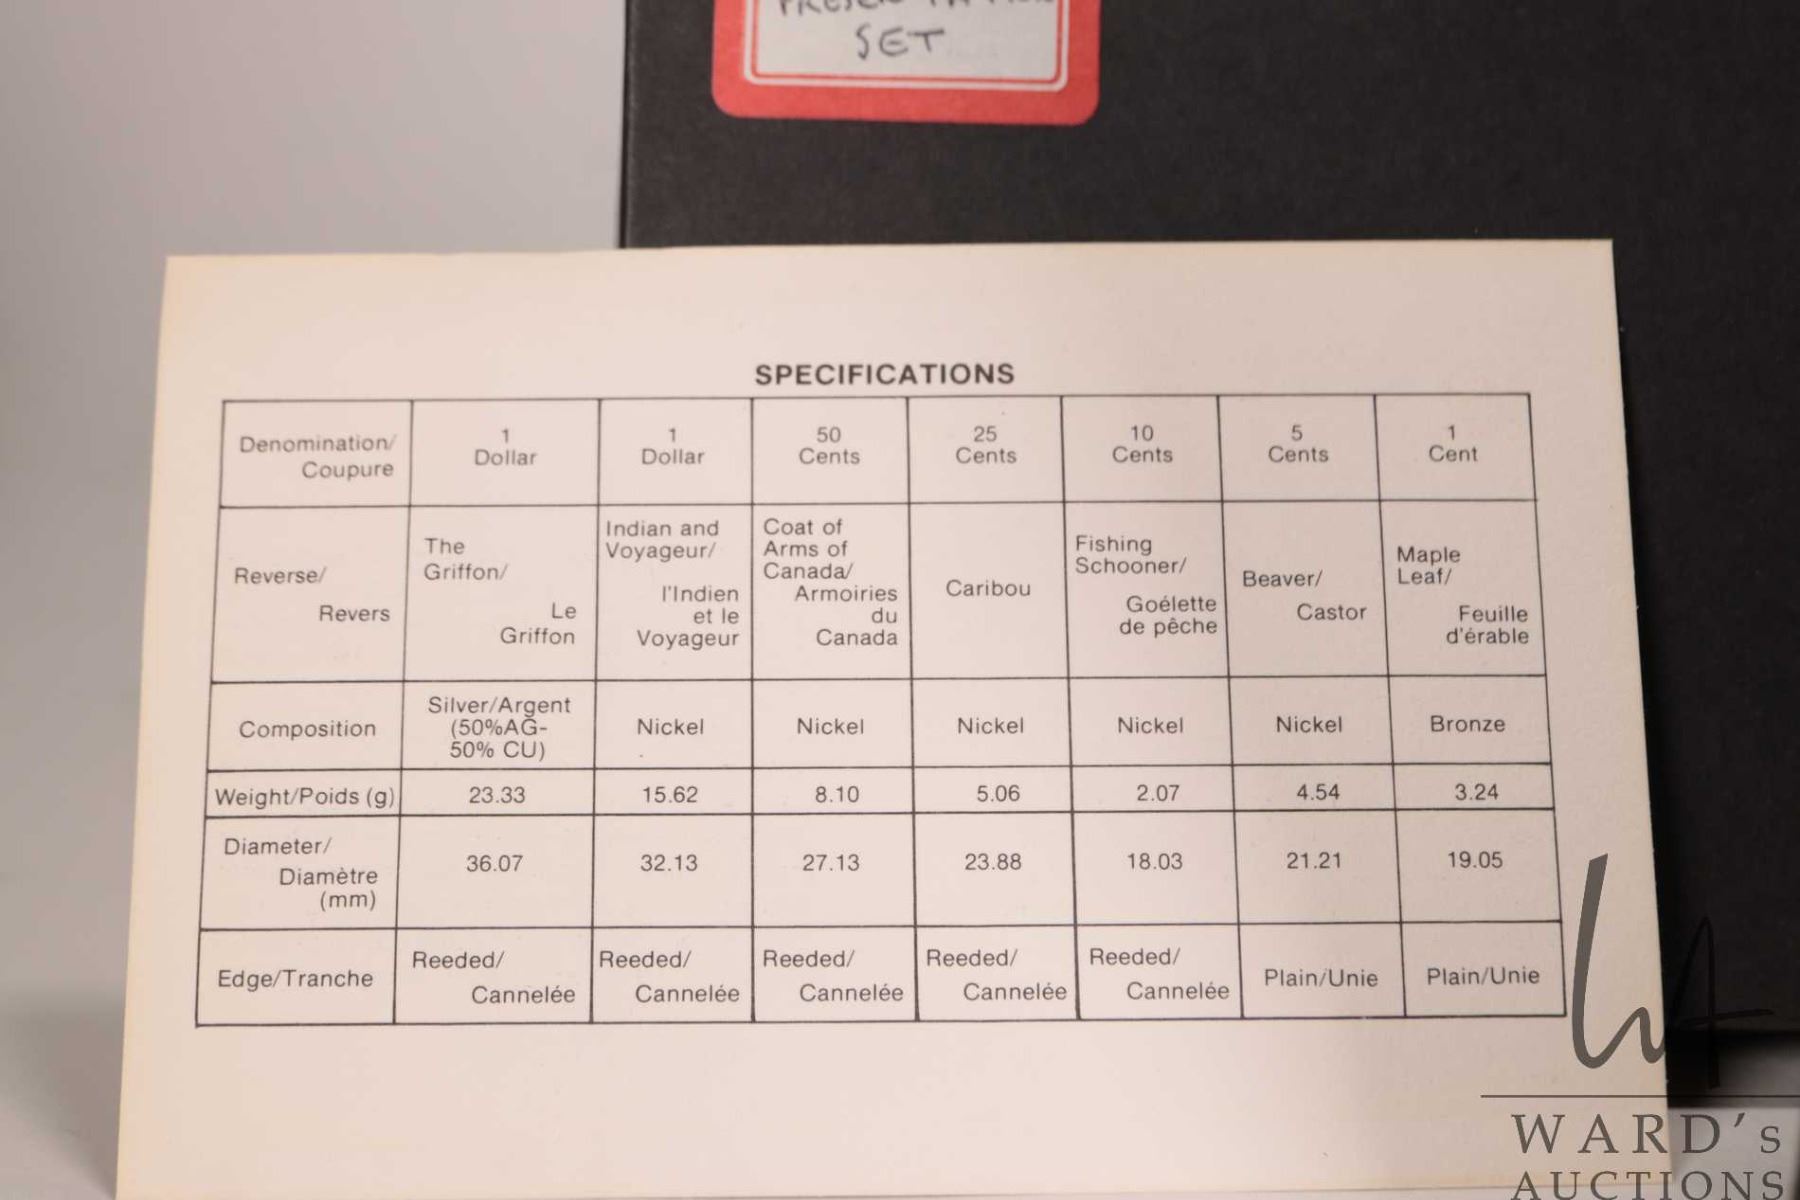 SET
SPECIFICATIONS
Denomination/
Coupure
1
Dollar
1
Dollar
50
Cents
25
Cents
10
Cents
5
Cents
1
Cent
Reverse/
Revers
The
Griffon/
Le
Griffon
Indian and
Voyageur/
l'Indien
et le
Voyageur
Coat of
Arms of
Canada/
Armoiries
du
Canada
Caribou
Fishing
Schooner/
Goélette
de pêche
Beaver/
Castor
Maple
Leaf/
Feuille
d'érable
Composition
Silver/Argent
(50%AG-
50% CU)
Nickel
Nickel
Nickel
Nickel
Nickel
Bronze
Weight/Poids (g)
23.33
15.62
8.10
5.06
2.07
4.54
3.24
Diameter/
Diamètre
(mm)
36.07
32.13
27.13
23.88
18.03
21.21
19.05
Edge/Tranche
Reeded/
Cannelée
Reeded/
Cannelée
Reeded/
Cannelée
Reeded/
Cannelée
Reeded/
Cannelée
Plain/Unie
Plain/Unie
WARD's
AUCTIONS